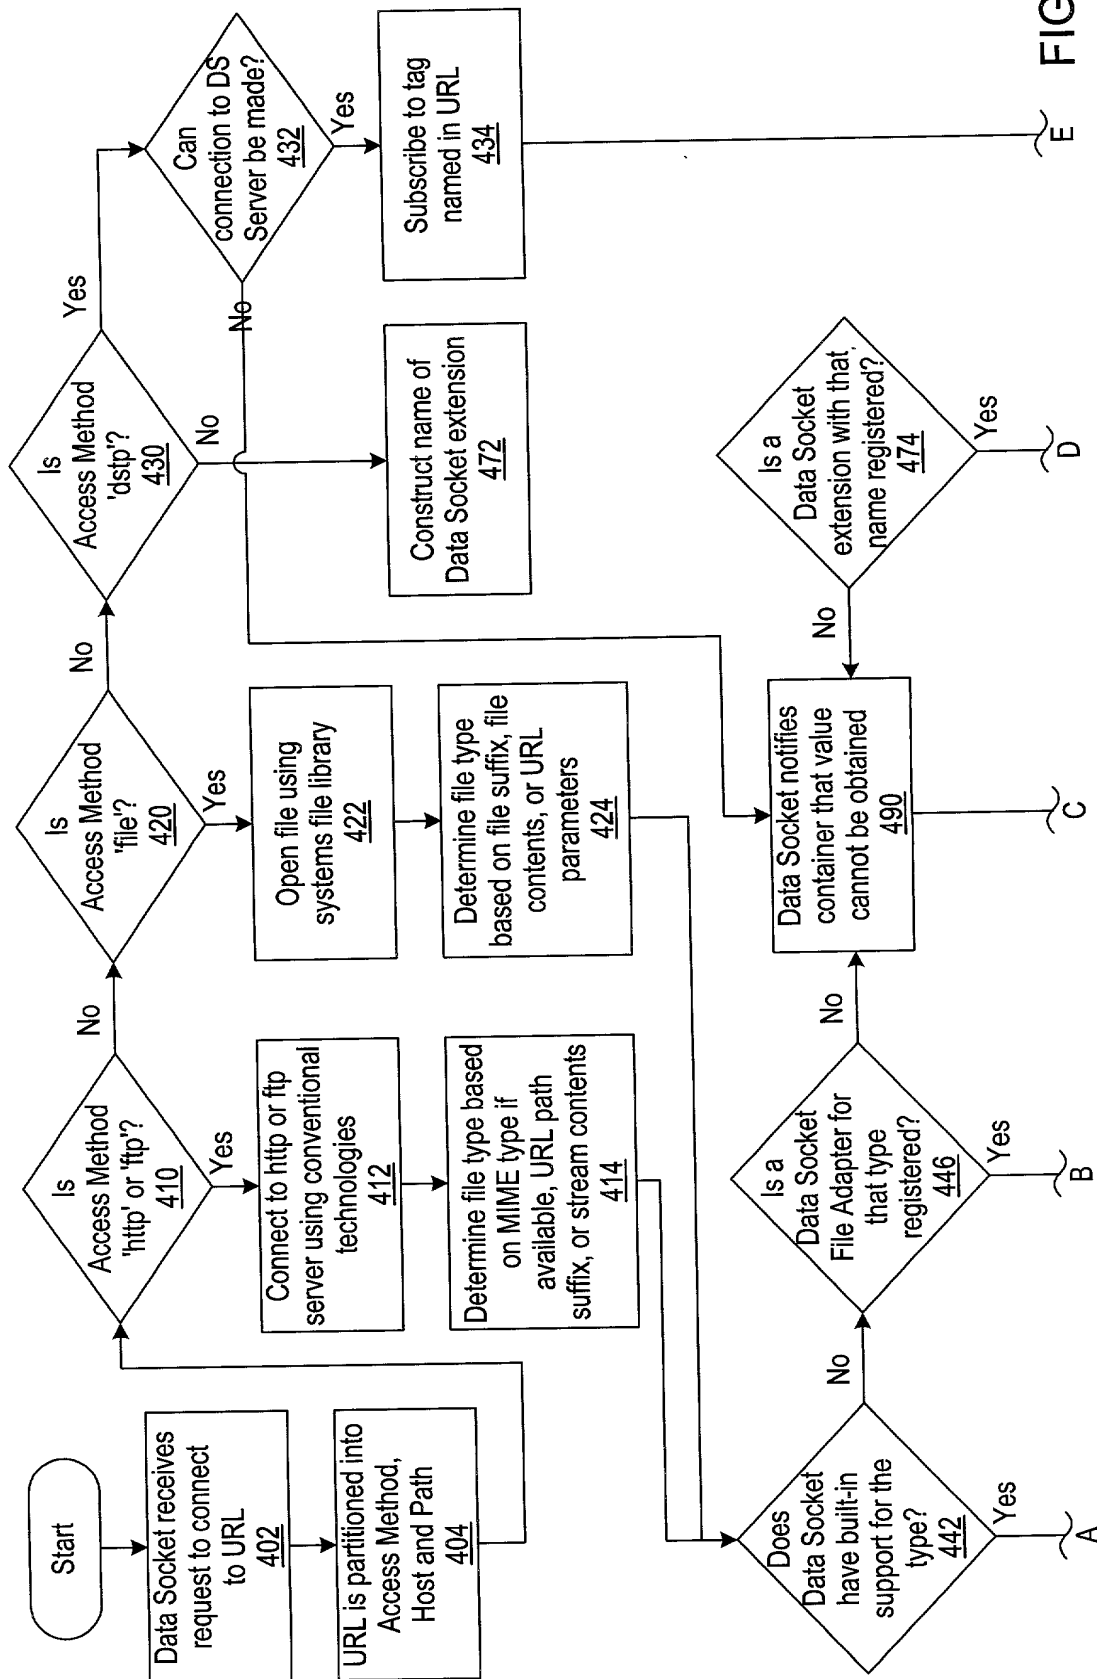 Start
Data Socket receives
request to connect
to URL
402
URL is partitioned into
Access Method,
Host and Path
404
Is
Access Method
'http' or 'ftp'?
410
No
Yes
Connect to http or ftp
server using conventional
technologies
412
Determine file type based
on MIME type if
available, URL path
suffix, or stream contents
414
Is
Access Method
'file'?
420
No
Yes
Open file using
systems file library
422
Determine file type
based on file suffix, file
contents, or URL
parameters
424
Is
Access Method
'dstp'?
430
Yes
No
Construct name of
Data Socket extension
472
Can
connection to DS
Server be made?
432
No
Yes
Subscribe to tag
named in URL
434
E
Does
Data Socket
have built-in
support for the
type?
442
No
Yes
A
Is a
Data Socket
File Adapter for
that type
registered?
446
No
Yes
B
Data Socket notifies
container that value
cannot be obtained
490
C
Is a
Data Socket
extension with that
name registered?
474
No
Yes
D
FIG